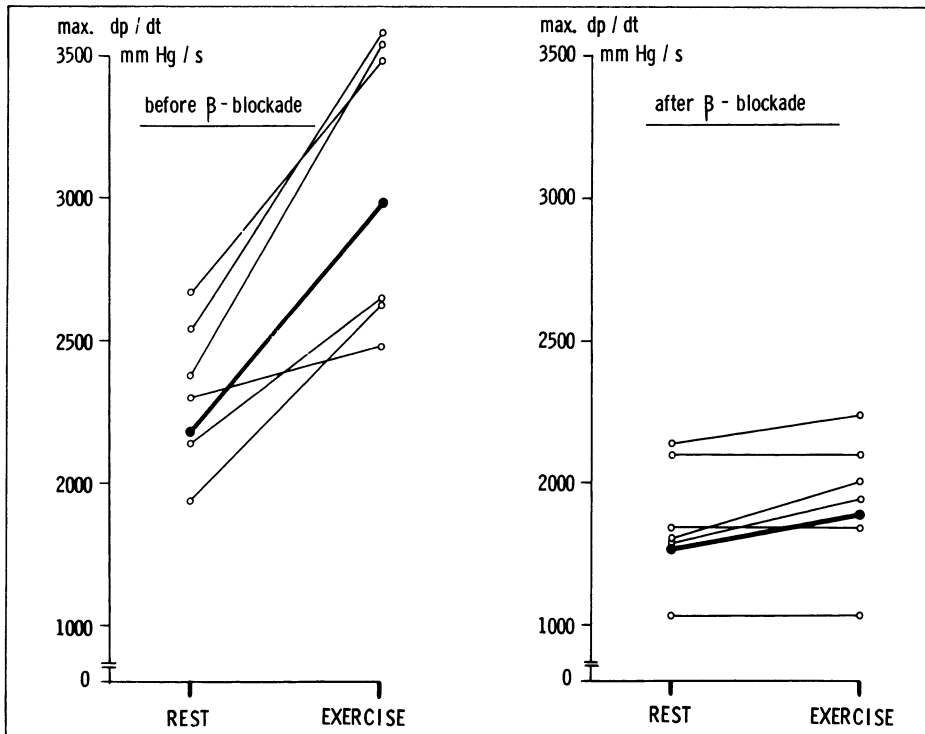 max. dp / dt
mm Hg / s
3500
before β - blockade
3000
2500
2000
1000
0
REST EXERCISE
max. dp / dt
mm Hg / s
3500
after β - blockade
3000
2500
2000
1000
0
REST EXERCISE